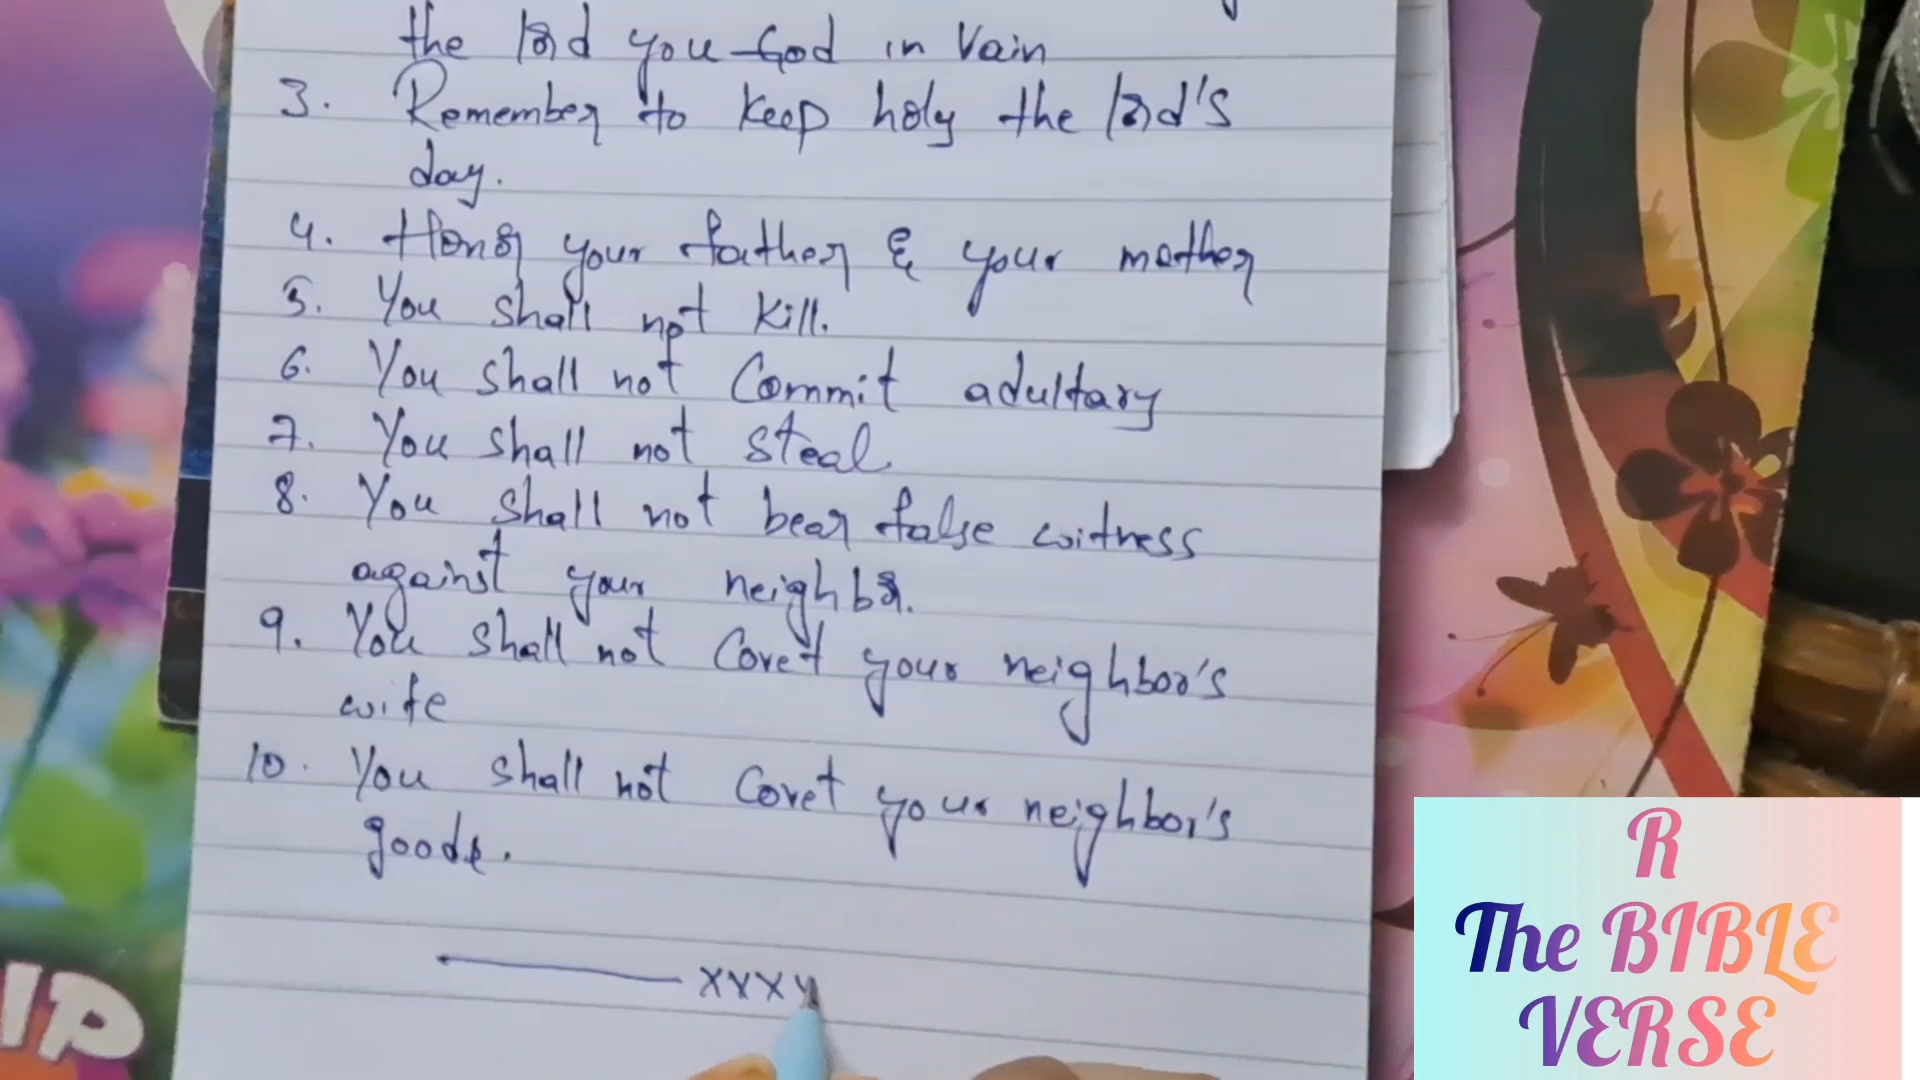 the lord you God in Vain
3. Remember to keep holy the lord's
day.
4. Honor your father & your mother
5. You shall not kill.
6. You shall not Commit adultary
7. You shall not steal
8. You shall not bear false witness
against your neighbor.
9. You shall not Covet your neighbor's
wife
10. You shall not Covet your neighbor's
goods.
XXXX
IP
R
The BIBLE
VERSE